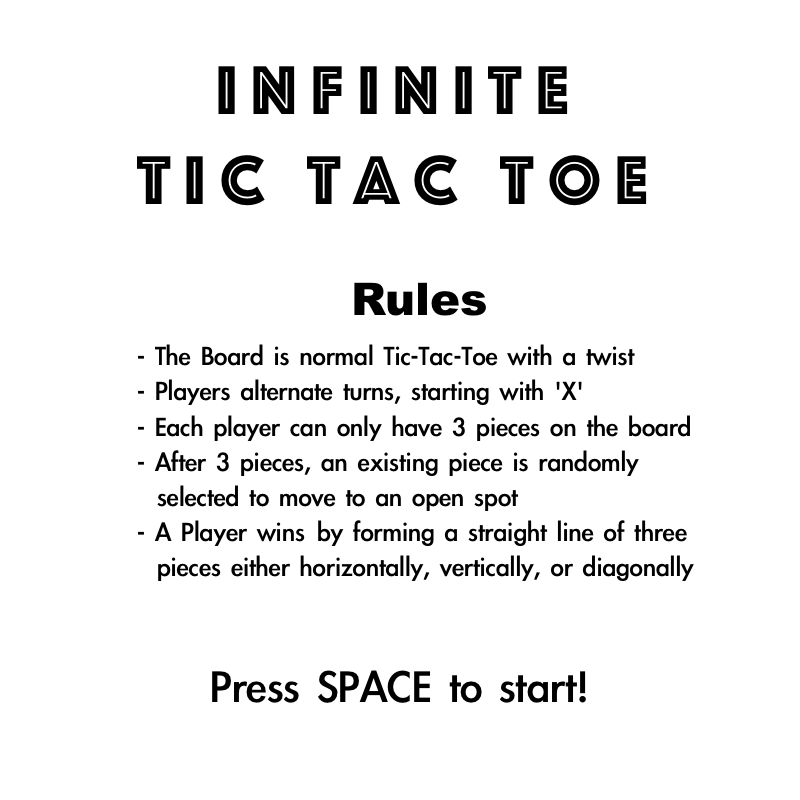 INFINITE
TIC TAC TOE
Rules
- The Board is normal Tic-Tac-Toe with a twist
- Players alternate turns, starting with 'X'
- Each player can only have 3 pieces on the board
- After 3 pieces, an existing piece is randomly
selected to move to an open spot
- A Player wins by forming a straight line of three
pieces either horizontally, vertically, or diagonally
Press SPACE to start!